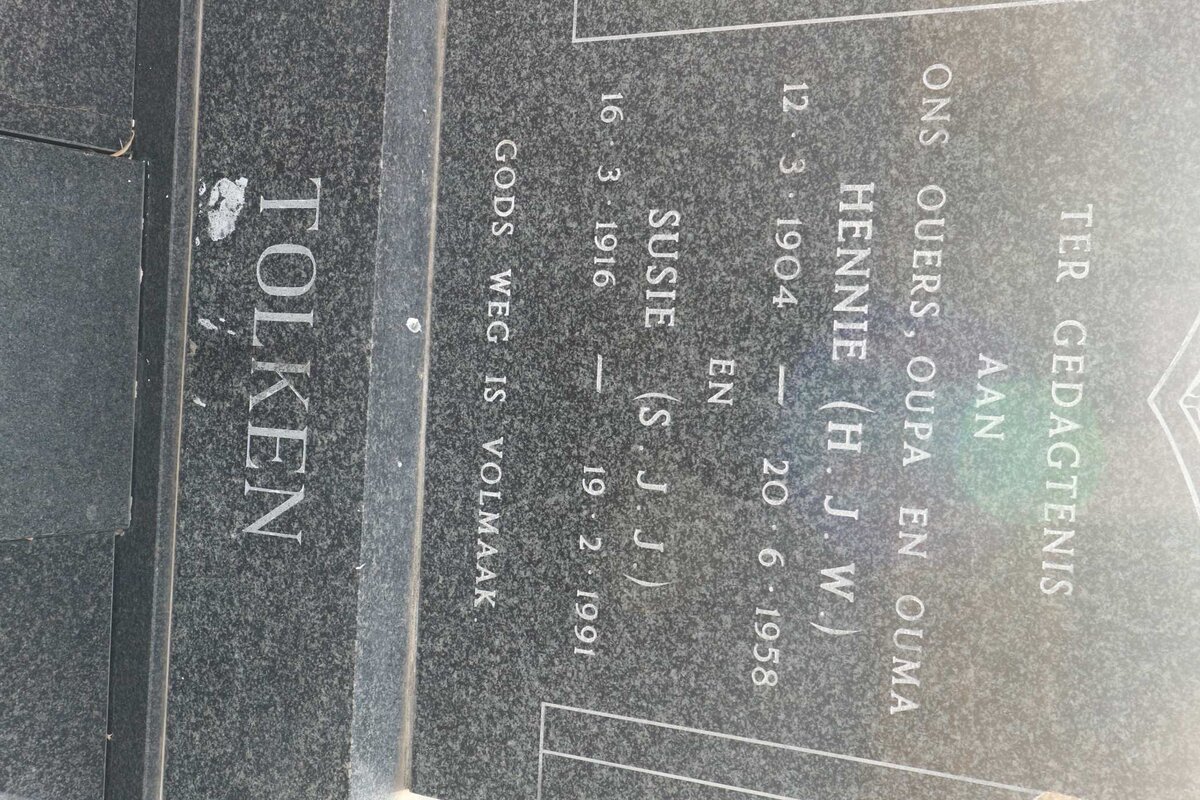 TER GEDAGTENIS
AAN
ONS OUERS, OUPA EN OUMA
HENNIE (H.J.W.)
12·3·1904 — 20·6·1958
EN
SUSIE (S.J.J.)
16·3·1916 — 19·2·1991
GODS WEG IS VOLMAAK.
TOLKEN